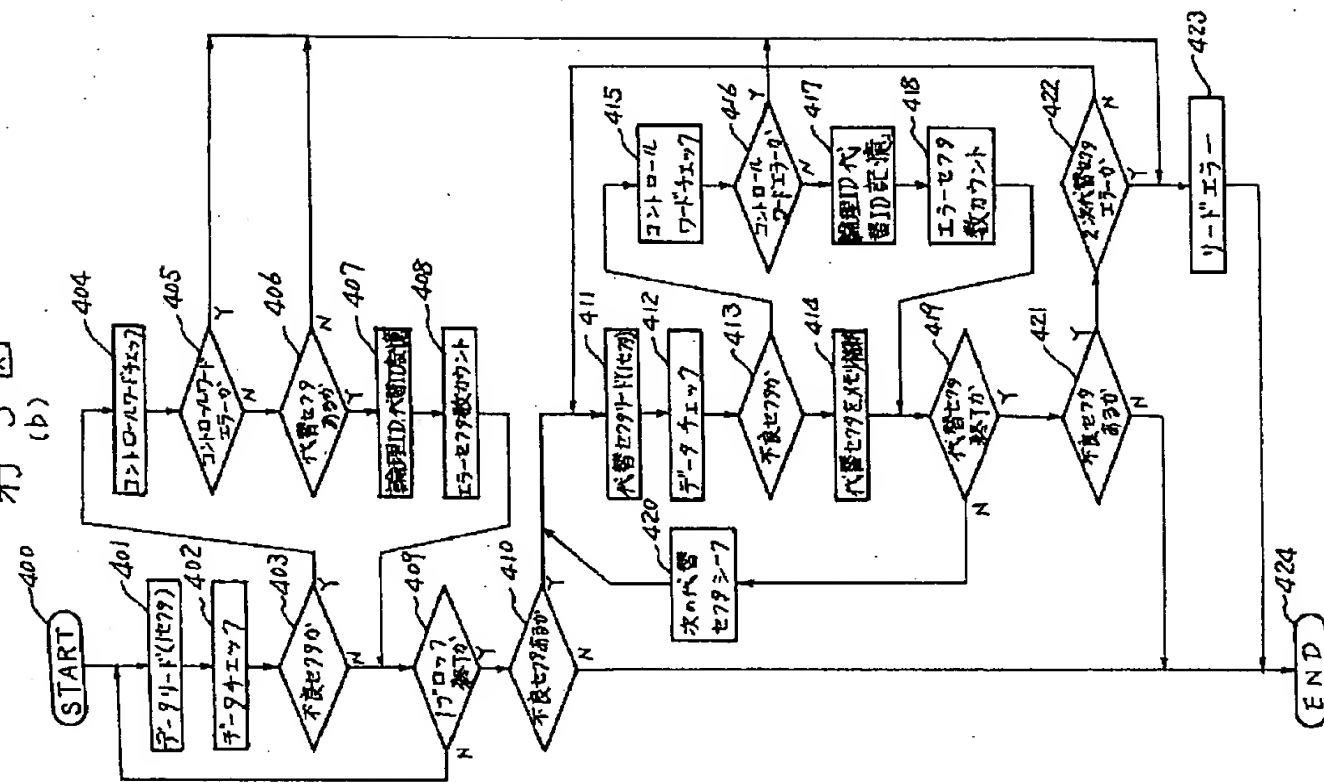 第5図
(b)
START
400
データリード(1セクタ)
401
データチェック
402
不良セクタか
403
Y
N
コントロールワードチェック
404
コントロールワード
エラーか
405
Y
N
代替セクタ
あるか
406
N
Y
論理ID,代替ID記憶
407
エラーセクタ数カウント
408
1ブロック
終了か
409
N
Y
不良セクタあるか
410
Y
N
代替セクタリード(1セクタ)
411
データチェック
412
不良セクタか
413
代替セクタをメモリ格納
414
コントロール
ワードチェック
415
コントロール
ワードエラーか
416
Y
N
論理ID代
替ID記憶
417
エラーセクタ
数カウント
418
代替セクタ
終了か
419
N
Y
次の代替
セクタシーク
420
不良セクタ
あるか
421
Y
N
2次代替セクタ
エラーか
422
N
Y
リードエラー
423
END
424